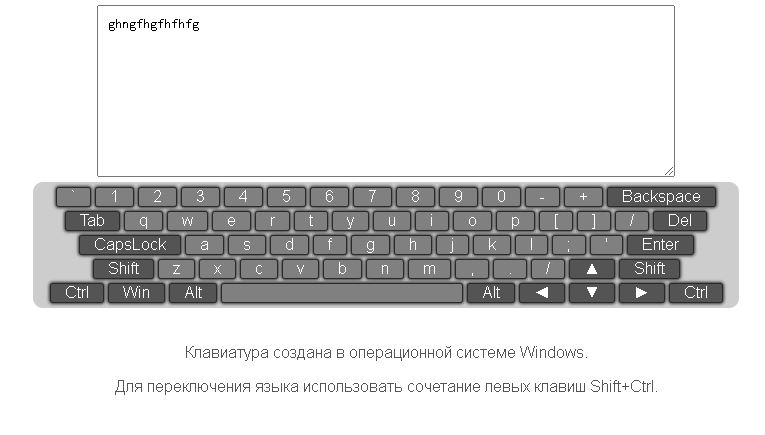 ghngfhgfhfhfg
` 1 2 3 4 5 6 7 8 9 0 - + Backspace
Tab q w e r t y u i o p [ ] / Del
CapsLock a s d f g h j k l ; ' Enter
Shift z x c v b n m , . / ▲ Shift
Ctrl Win Alt Alt ◄ ▼ ► Ctrl
Клавиатура создана в операционной системе Windows.
Для переключения языка использовать сочетание левых клавиш Shift+Ctrl.